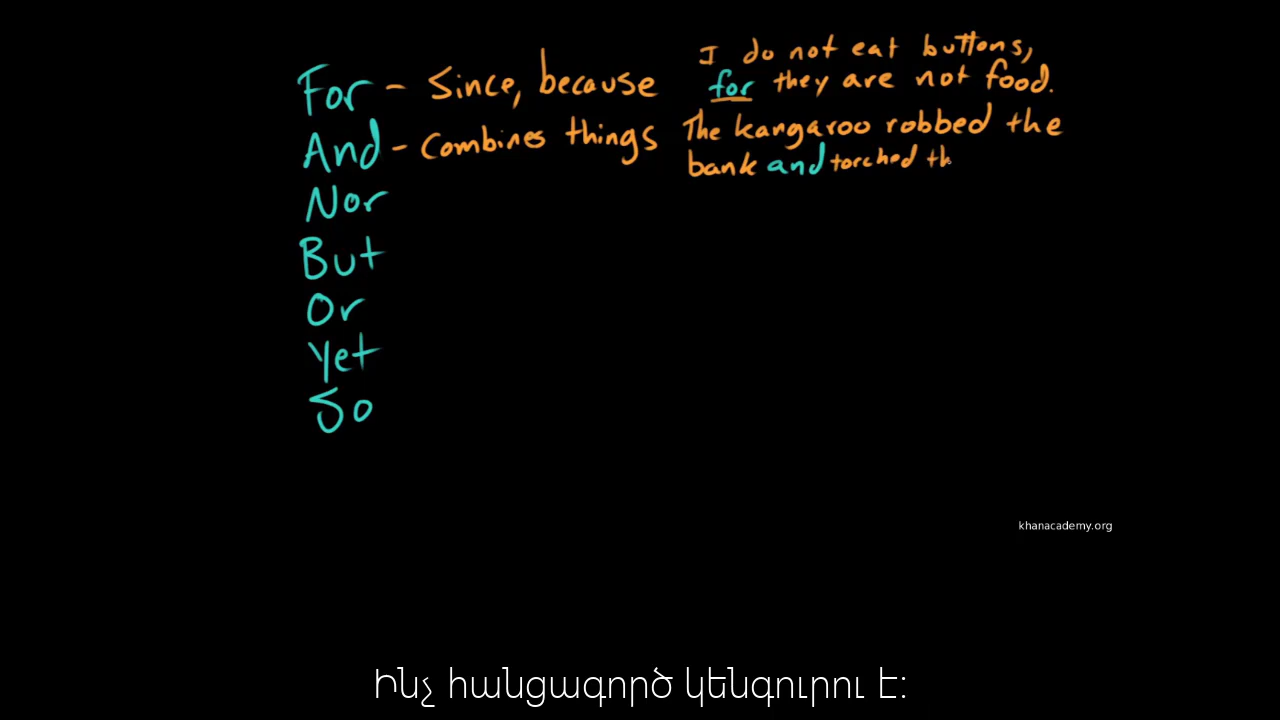 For - Since, because
I do not eat buttons,
for they are not food.
And - Combines things
The kangaroo robbed the
bank and torched th
Nor
But
Or
Yet
So
khanacademy.org
Ինչ հանցագործ կենգուրու է: